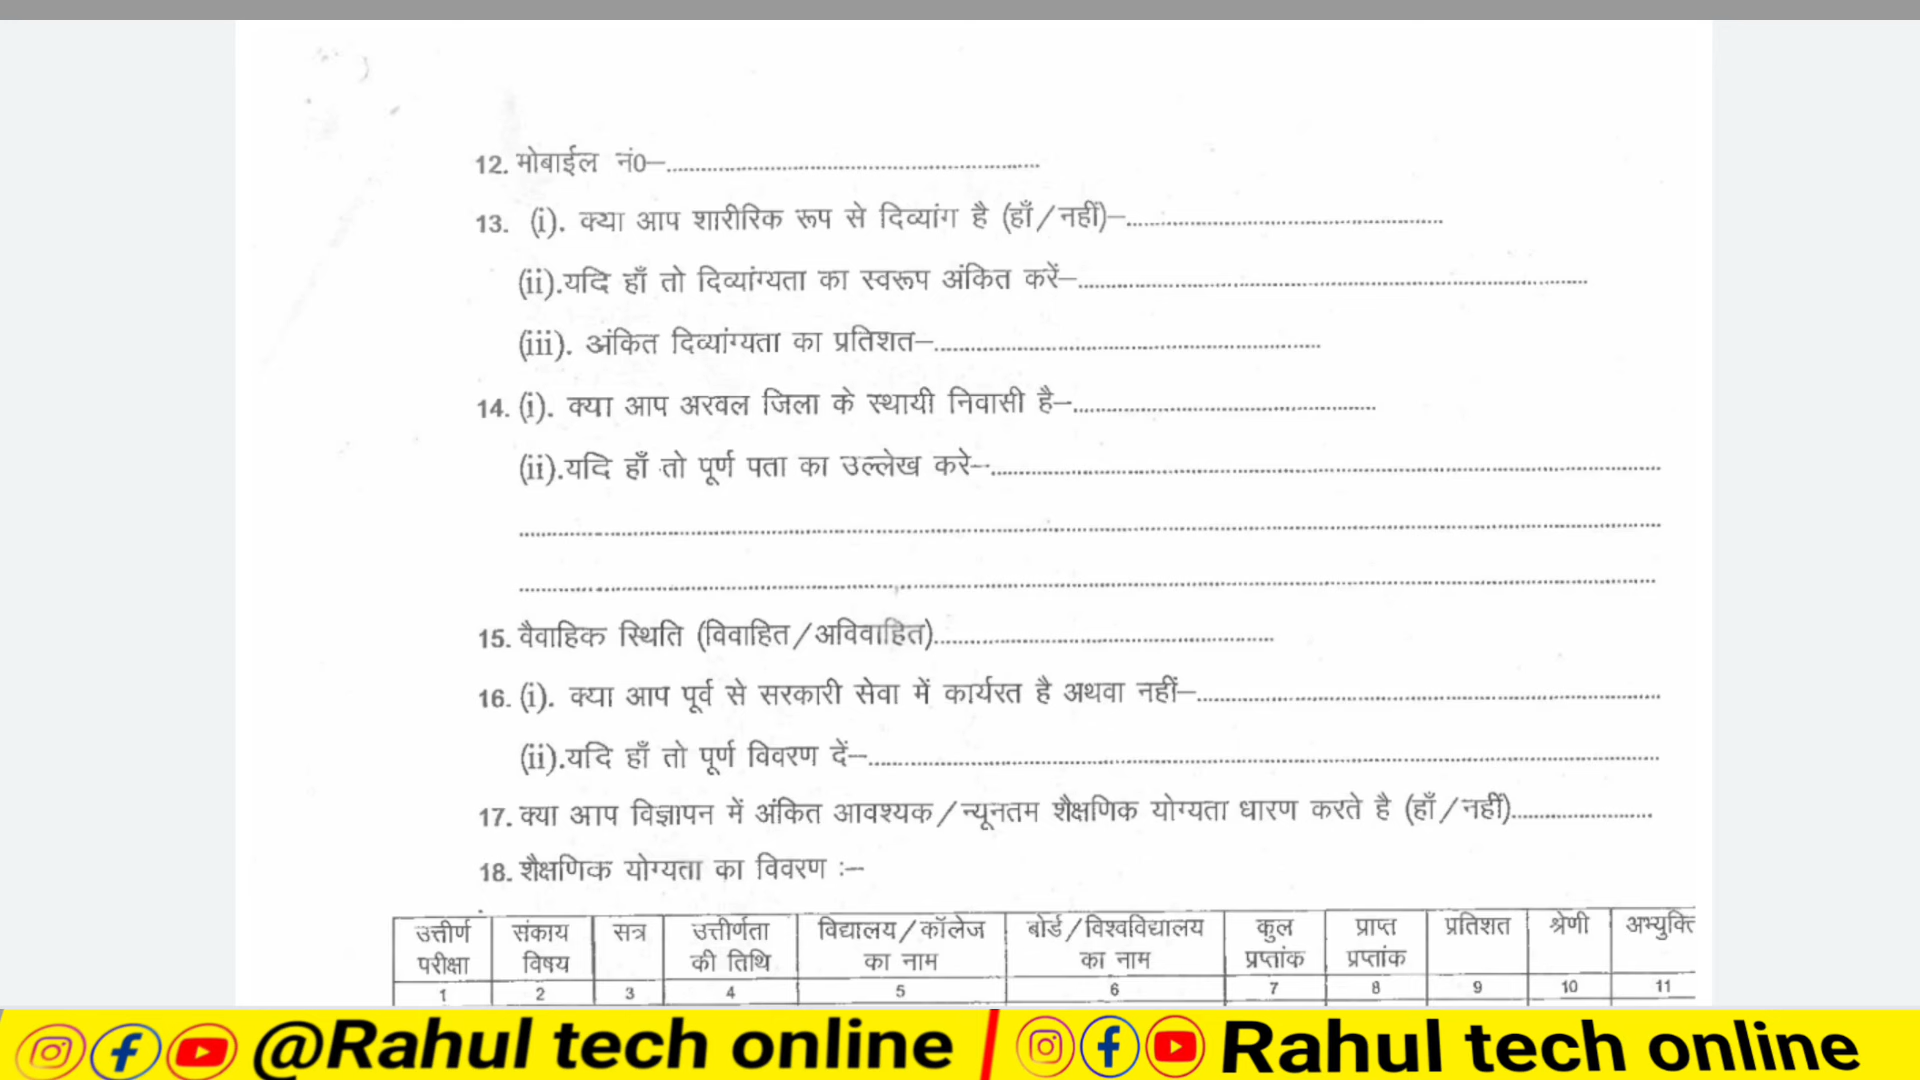 12. मोबाईल नं0–........................
13. (i). क्या आप शारीरिक रूप से दिव्यांग है (हाँ/नहीं)–........................
(ii).यदि हाँ तो दिव्यांग्यता का स्वरूप अंकित करें–........................
(iii). अंकित दिव्यांग्यता का प्रतिशत–........................
14. (i). क्या आप अरवल जिला के स्थायी निवासी है–........................
(ii).यदि हाँ तो पूर्ण पता का उल्लेख करे–........................
15. वैवाहिक स्थिति (विवाहित/अविवाहित)........................
16. (i). क्या आप पूर्व से सरकारी सेवा में कार्यरत है अथवा नहीं–........................
(ii).यदि हाँ तो पूर्ण विवरण दें–........................
17. क्या आप विज्ञापन में अंकित आवश्यक/न्यूनतम शैक्षणिक योग्यता धारण करते है (हाँ/नहीं)........................
18. शैक्षणिक योग्यता का विवरण :–
उत्तीर्ण परीक्षा संकाय विषय सत्र उत्तीर्णता की तिथि विद्यालय/कॉलेज का नाम बोर्ड/विश्वविद्यालय का नाम कुल प्रप्तांक प्राप्त प्रप्तांक प्रतिशत श्रेणी अभ्युक्ति
1 2 3 4 5 6 7 8 9 10 11
@Rahul tech online Rahul tech online